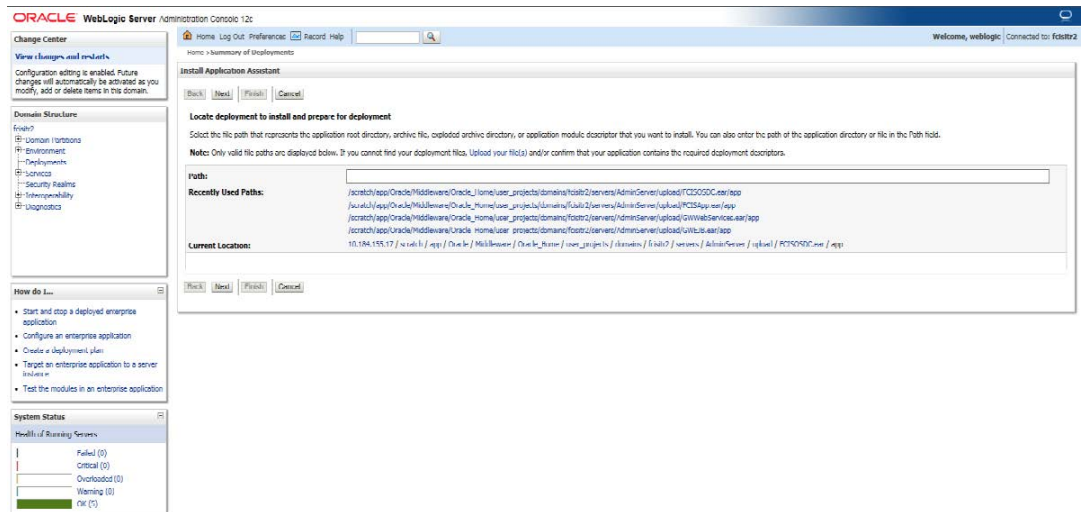 ORACLE WebLogic Server Administration Console 12c
Change Center
View changes and restarts
Configuration editing is enabled. Future
changes will automatically be activated as you
modify, add or delete items in this domain.
Domain Structure
fcisitr2
Domain Partitions
Environment
Deployments
Services
Security Realms
Interoperability
Diagnostics
How do I...
Start and stop a deployed enterprise
application
Configure an enterprise application
Create a deployment plan
Target an enterprise application to a server
instance
Test the modules in an enterprise application
System Status
Health of Running Servers
Failed (0)
Critical (0)
Overloaded (0)
Warning (0)
OK (5)
Home Log Out Preferences Record Help
Welcome, weblogic Connected to: fcisitr2
Home >Summary of Deployments
Install Application Assistant
Back Next Finish Cancel
Locate deployment to install and prepare for deployment
Select the file path that represents the application root directory, archive file, exploded archive directory, or application module descriptor that you want to install. You can also enter the path of the application directory or file in the Path field.
Note: Only valid file paths are displayed below. If you cannot find your deployment files, Upload your file(s) and/or confirm that your application contains the required deployment descriptors.
Path:
Recently Used Paths:
/scratch/app/Oracle/Middleware/Oracle_Home/user_projects/domains/fcisitr2/servers/AdminServer/upload/FCISOSDC.ear/app
/scratch/app/Oracle/Middleware/Oracle_Home/user_projects/domains/fcisitr2/servers/AdminServer/upload/FCISApp.ear/app
/scratch/app/Oracle/Middleware/Oracle_Home/user_projects/domains/fcisitr2/servers/AdminServer/upload/GWWebServices.ear/app
/scratch/app/Oracle/Middleware/Oracle_Home/user_projects/domains/fcisitr2/servers/AdminServer/upload/GWEJB.ear/app
Current Location:
10.184.155.17 / scratch / app / Oracle / Middleware / Oracle_Home / user_projects / domains / fcisitr2 / servers / AdminServer / upload / FCISOSDC.ear / app
Back Next Finish Cancel